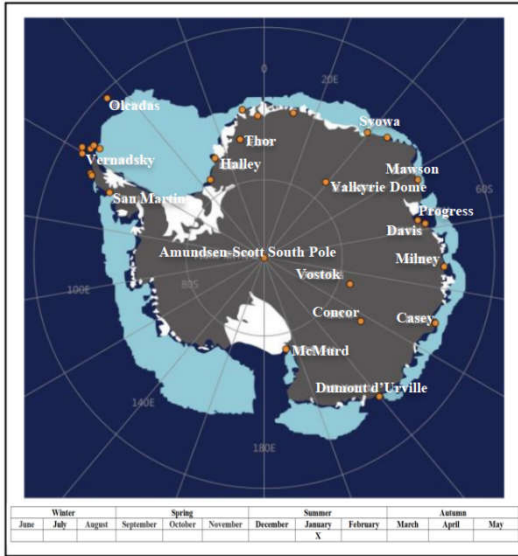 0
20E
Olcadas
Syowa
Thor
Vernadsky
Halley
Mawson
Valkyrie Dome
60S
San Martin
Progress
Davis
Amundsen-Scott South Pole
Milney
Vostok
80S
100E
Concor
Casey
McMurd
Dumont d’Urville
140E
180E
Winter Spring Summer Autumn
June July August September October November December January February March April May
X